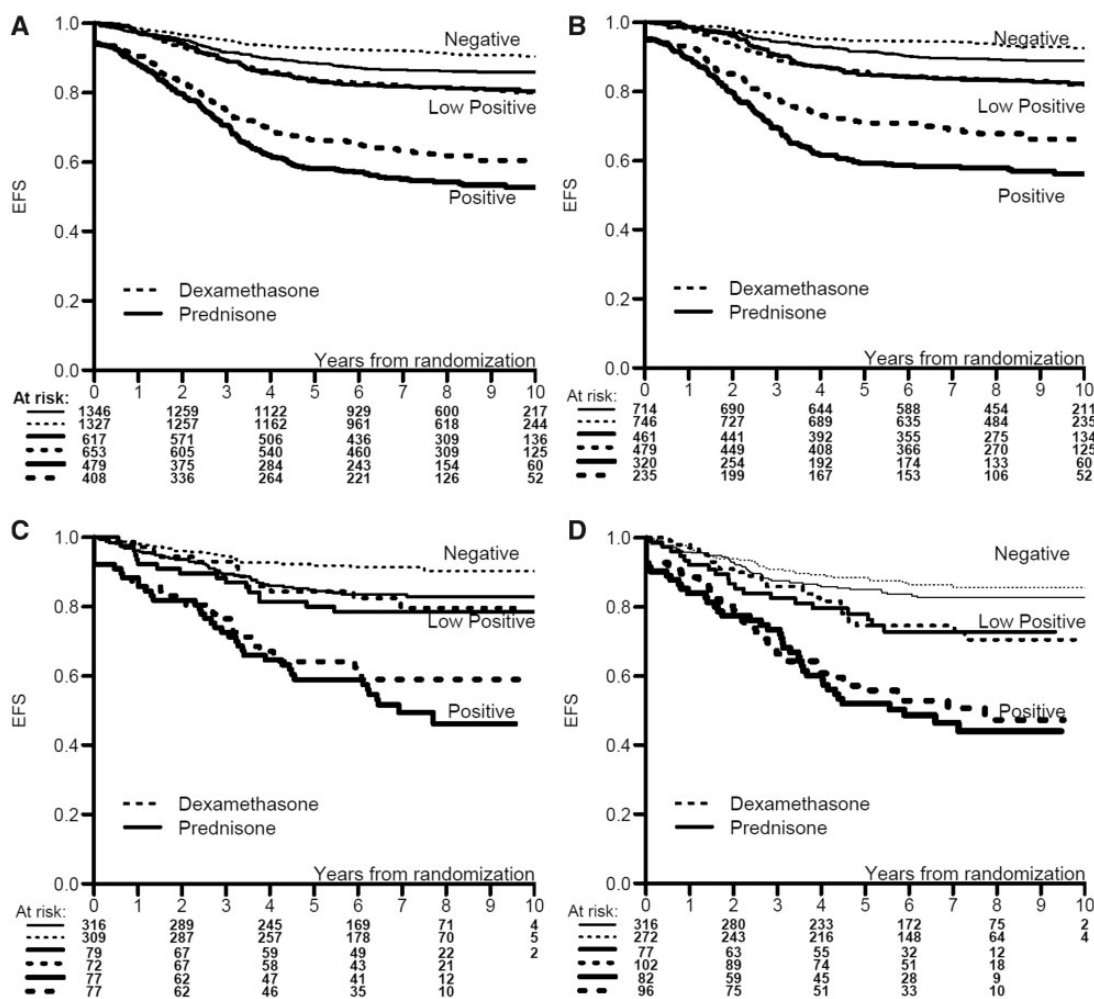 A
1.0
0.8
0.6
0.4
0.2
0.0
EFS
Negative
Low Positive
Positive
Dexamethasone
Prednisone
Years from randomization
0 1 2 3 4 5 6 7 8 9 10
At risk:
1346 1259 1122 929 600 217
1327 1257 1162 961 618 244
617 571 506 436 309 136
653 605 540 460 309 125
479 375 284 243 154 60
408 336 264 221 126 52
B
1.0
0.8
0.6
0.4
0.2
0.0
EFS
Negative
Low Positive
Positive
Dexamethasone
Prednisone
Years from randomization
0 1 2 3 4 5 6 7 8 9 10
At risk:
714 690 644 588 454 211
746 727 689 635 484 235
461 441 392 355 275 134
479 449 408 366 270 125
320 254 192 174 133 60
235 199 167 153 106 52
C
1.0
0.8
0.6
0.4
0.2
0.0
EFS
Negative
Low Positive
Positive
Dexamethasone
Prednisone
Years from randomization
0 1 2 3 4 5 6 7 8 9 10
At risk:
316 289 245 169 71 4
309 287 257 178 70 5
79 67 59 49 22 2
72 67 58 43 21
77 62 47 41 12
77 62 46 35 10
D
1.0
0.8
0.6
0.4
0.2
0.0
EFS
Negative
Low Positive
Positive
Dexamethasone
Prednisone
Years from randomization
0 1 2 3 4 5 6 7 8 9 10
At risk:
316 280 233 172 75 2
272 243 216 148 64 4
77 63 55 32 12
102 89 74 51 18
82 59 45 28 9
96 75 51 33 10